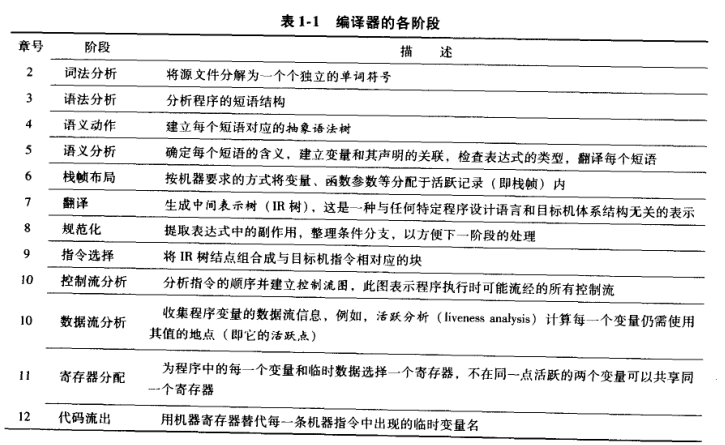 表 1-1 编译器的各阶段
章号 阶段 描 述
2 词法分析 将源文件分解为一个个独立的单词符号
3 语法分析 分析程序的短语结构
4 语义动作 建立每个短语对应的抽象语法树
5 语义分析 确定每个短语的含义，建立变量和其声明的关联，检查表达式的类型，翻译每个短语
6 栈帧布局 按机器要求的方式将变量、函数参数等分配于活跃记录（即栈帧）内
7 翻译 生成中间表示树（IR 树），这是一种与任何特定程序设计语言和目标机体系结构无关的表示
8 规范化 提取表达式中的副作用，整理条件分支，以方便下一阶段的处理
9 指令选择 将 IR 树结点组合成与目标机指令相对应的块
10 控制流分析 分析指令的顺序并建立控制流图，此图表示程序执行时可能流经的所有控制流
10 数据流分析 收集程序变量的数据流信息，例如，活跃分析（liveness analysis）计算每一个变量仍需使用
其值的地点（即它的活跃点）
11 寄存器分配 为程序中的每一个变量和临时数据选择一个寄存器，不在同一点活跃的两个变量可以共享同
一个寄存器
12 代码流出 用机器寄存器替代每一条机器指令中出现的临时变量名